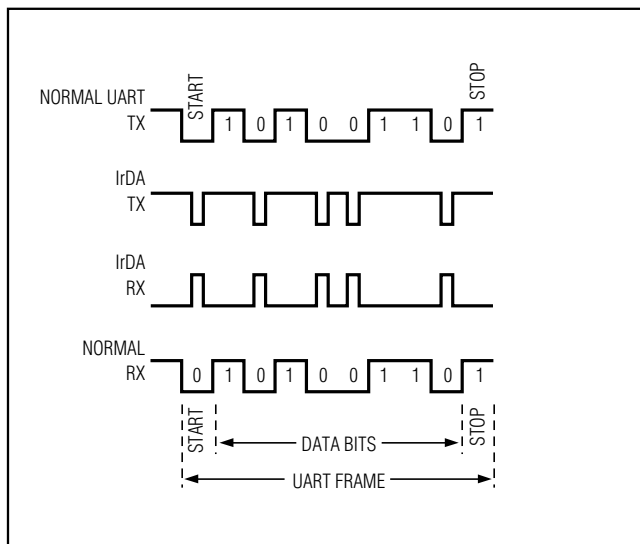 START
STOP
NORMAL UART
TX
1 0 1 0 0 1 1 0 1
IrDA
TX
IrDA
RX
NORMAL
RX
0 1 0 1 0 0 1 1 0 1
START
DATA BITS
STOP
UART FRAME